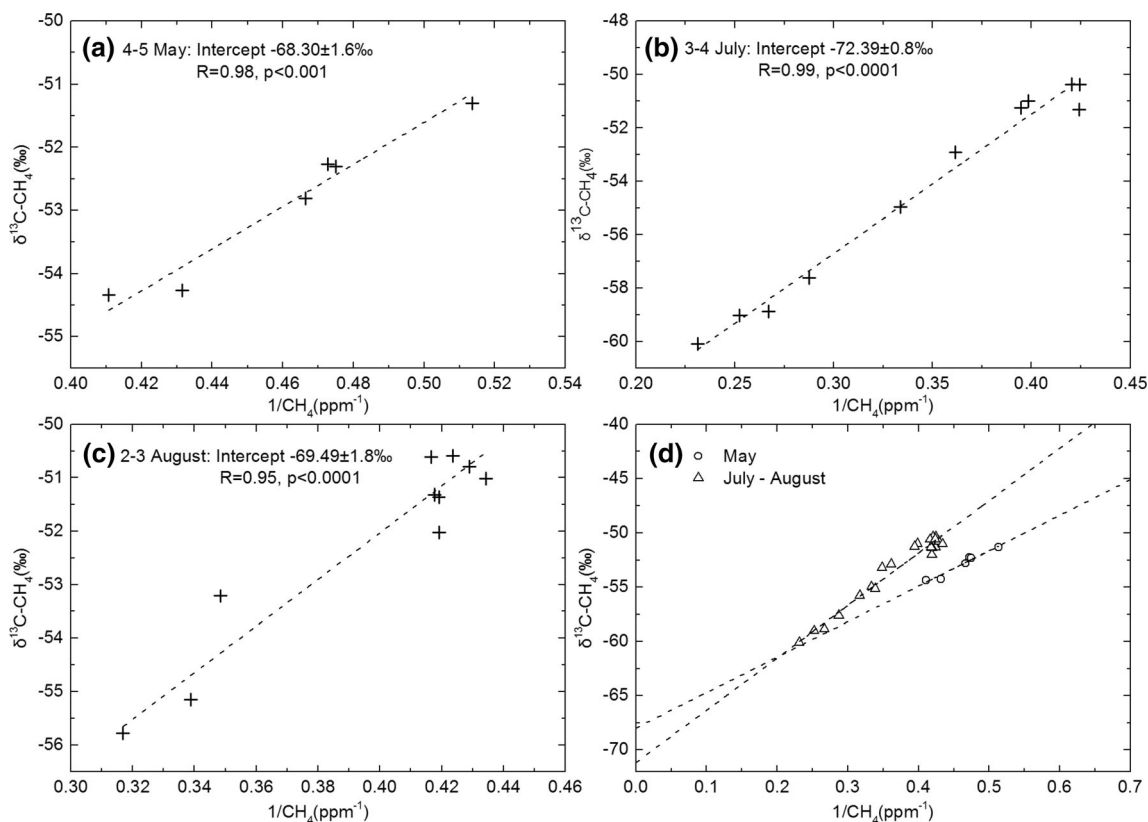 (a) 4-5 May: Intercept -68.30±1.6‰
R=0.98, p<0.001
-50
-51
-52
-53
-54
-55
δ¹³C-CH₄(‰)
0.40 0.42 0.44 0.46 0.48 0.50 0.52 0.54
1/CH₄(ppm⁻¹)
(b) 3-4 July: Intercept -72.39±0.8‰
R=0.99, p<0.0001
-48
-50
-52
-54
-56
-58
-60
δ¹³C-CH₄(‰)
0.20 0.25 0.30 0.35 0.40 0.45
1/CH₄(ppm⁻¹)
(c) 2-3 August: Intercept -69.49±1.8‰
R=0.95, p<0.0001
-50
-51
-52
-53
-54
-55
-56
δ¹³C-CH₄(‰)
0.30 0.32 0.34 0.36 0.38 0.40 0.42 0.44 0.46
1/CH₄(ppm⁻¹)
(d)
May
July - August
-40
-45
-50
-55
-60
-65
-70
δ¹³C-CH₄(‰)
0.0 0.1 0.2 0.3 0.4 0.5 0.6 0.7
1/CH₄(ppm⁻¹)